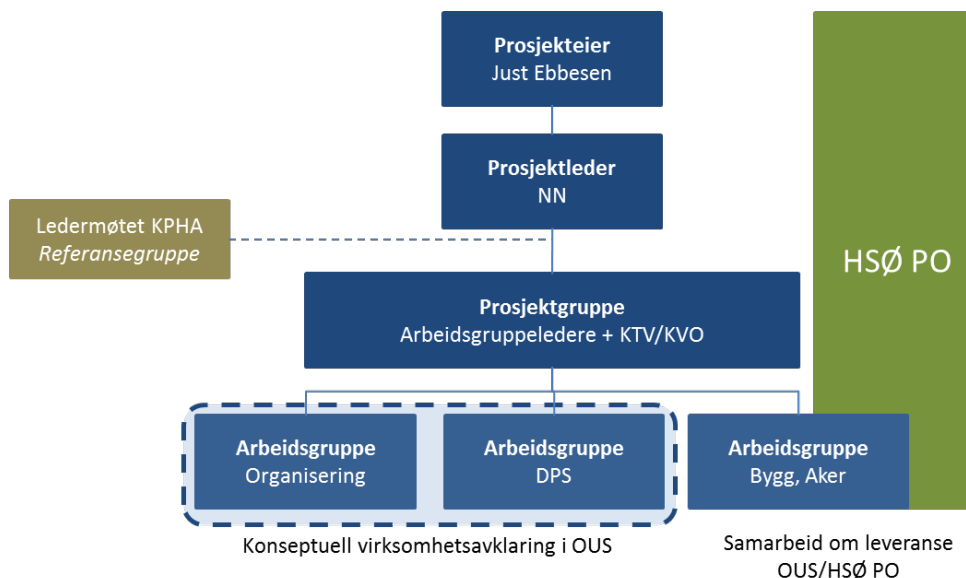 Prosjekteier
Just Ebbesen
Prosjektleder
NN
Ledermøtet KPHA
Referansegruppe
HSØ PO
Prosjektgruppe
Arbeidsgruppeledere + KTV/KVO
Arbeidsgruppe
Organisering
Arbeidsgruppe
DPS
Arbeidsgruppe
Bygg, Aker
Konseptuell virksomhetsavklaring i OUS
Samarbeid om leveranse
OUS/HSØ PO